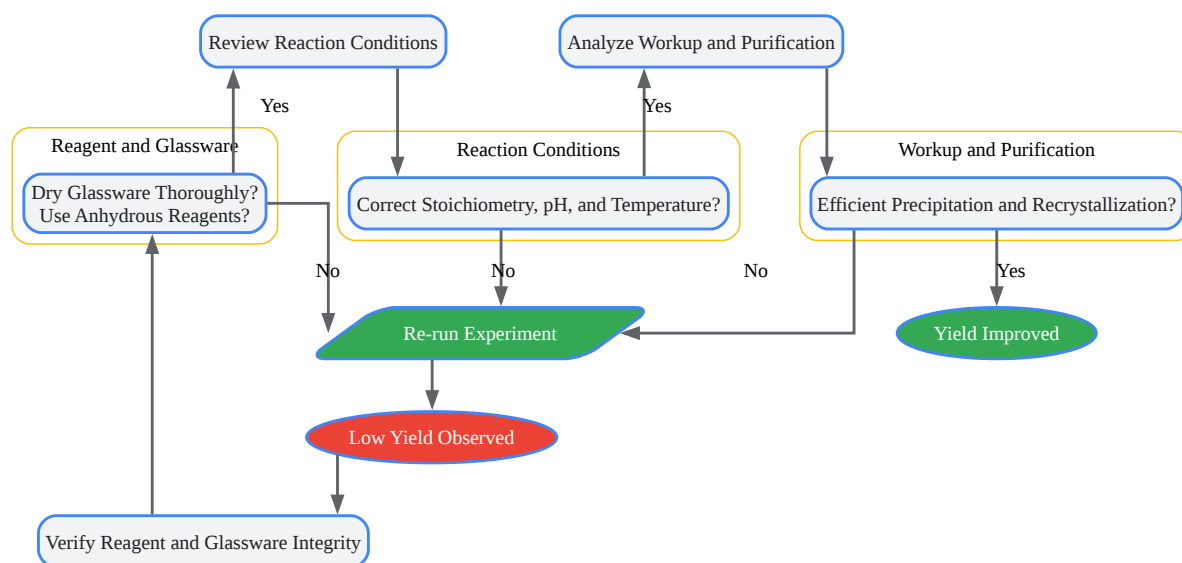 Review Reaction Conditions
Analyze Workup and Purification
Yes
Yes
Reagent and Glassware
Reaction Conditions
Workup and Purification
Dry Glassware Thoroughly?
Use Anhydrous Reagents?
Correct Stoichiometry, pH, and Temperature?
Efficient Precipitation and Recrystallization?
No
No
No
Yes
Re-run Experiment
Yield Improved
Low Yield Observed
Verify Reagent and Glassware Integrity